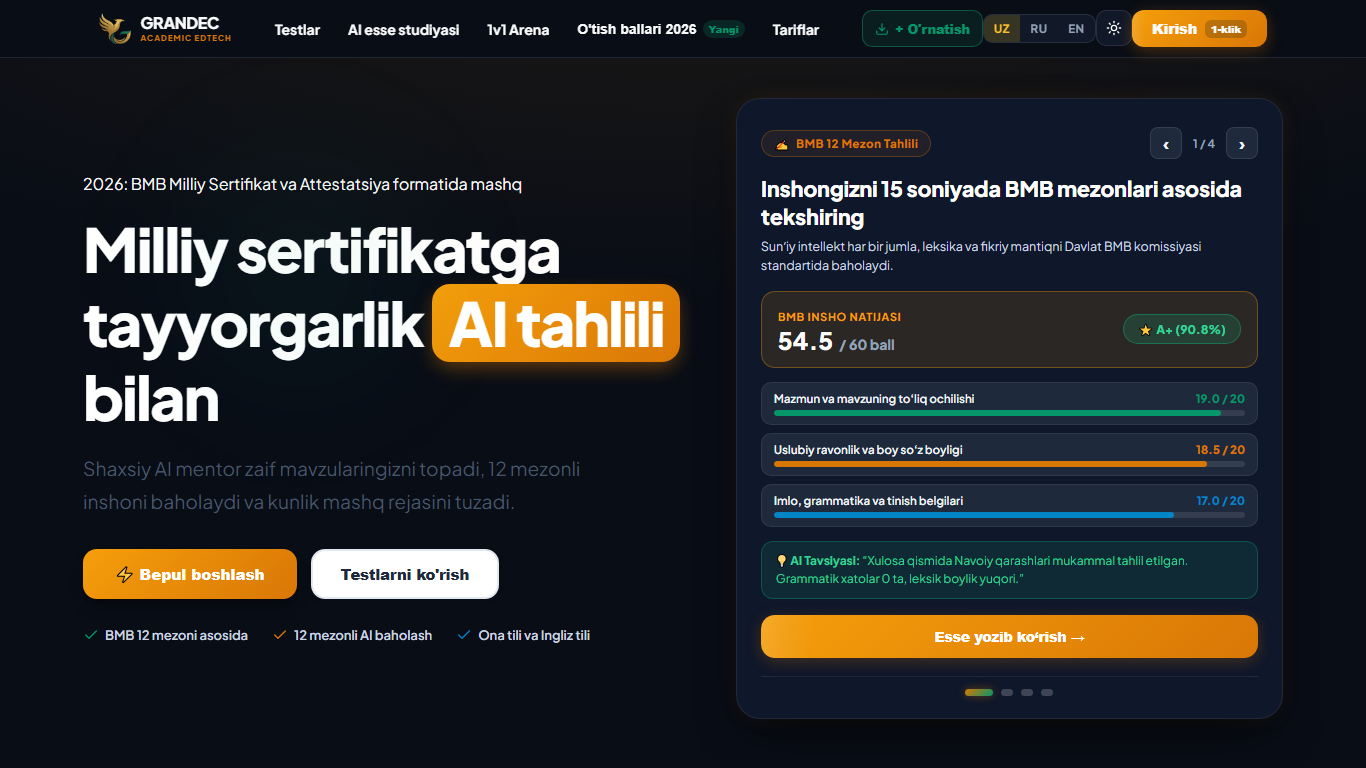 GRANDEC
ACADEMIC EDTECH
Testlar
AI esse studiyasi
1v1 Arena
O'tish ballari 2026 Yangi
Tariflar
+ O'rnatish
UZ RU EN
Kirish 1-klik
2026: BMB Milliy Sertifikat va Attestatsiya formatida mashq
Milliy sertifikatga
tayyorgarlik AI tahlili
bilan
Shaxsiy AI mentor zaif mavzularingizni topadi, 12 mezonli
inshoni baholaydi va kunlik mashq rejasini tuzadi.
Bepul boshlash
Testlarni ko'rish
BMB 12 mezoni asosida
12 mezonli AI baholash
Ona tili va Ingliz tili
✍️ BMB 12 Mezon Tahlili
‹ 1 / 4 ›
Inshongizni 15 soniyada BMB mezonlari asosida
tekshiring
Sun’iy intellekt har bir jumla, leksika va fikriy mantiqni Davlat BMB komissiyasi
standartida baholaydi.
BMB INSHO NATIJASI
54.5 / 60 ball
⭐ A+ (90.8%)
Mazmun va mavzuning to‘liq ochilishi 19.0 / 20
Uslubiy ravonlik va boy so‘z boyligi 18.5 / 20
Imlo, grammatika va tinish belgilari 17.0 / 20
💡 AI Tavsiyasi: “Xulosa qismida Navoiy qarashlari mukammal tahlil etilgan.
Grammatik xatolar 0 ta, leksik boylik yuqori.”
Esse yozib ko‘rish →